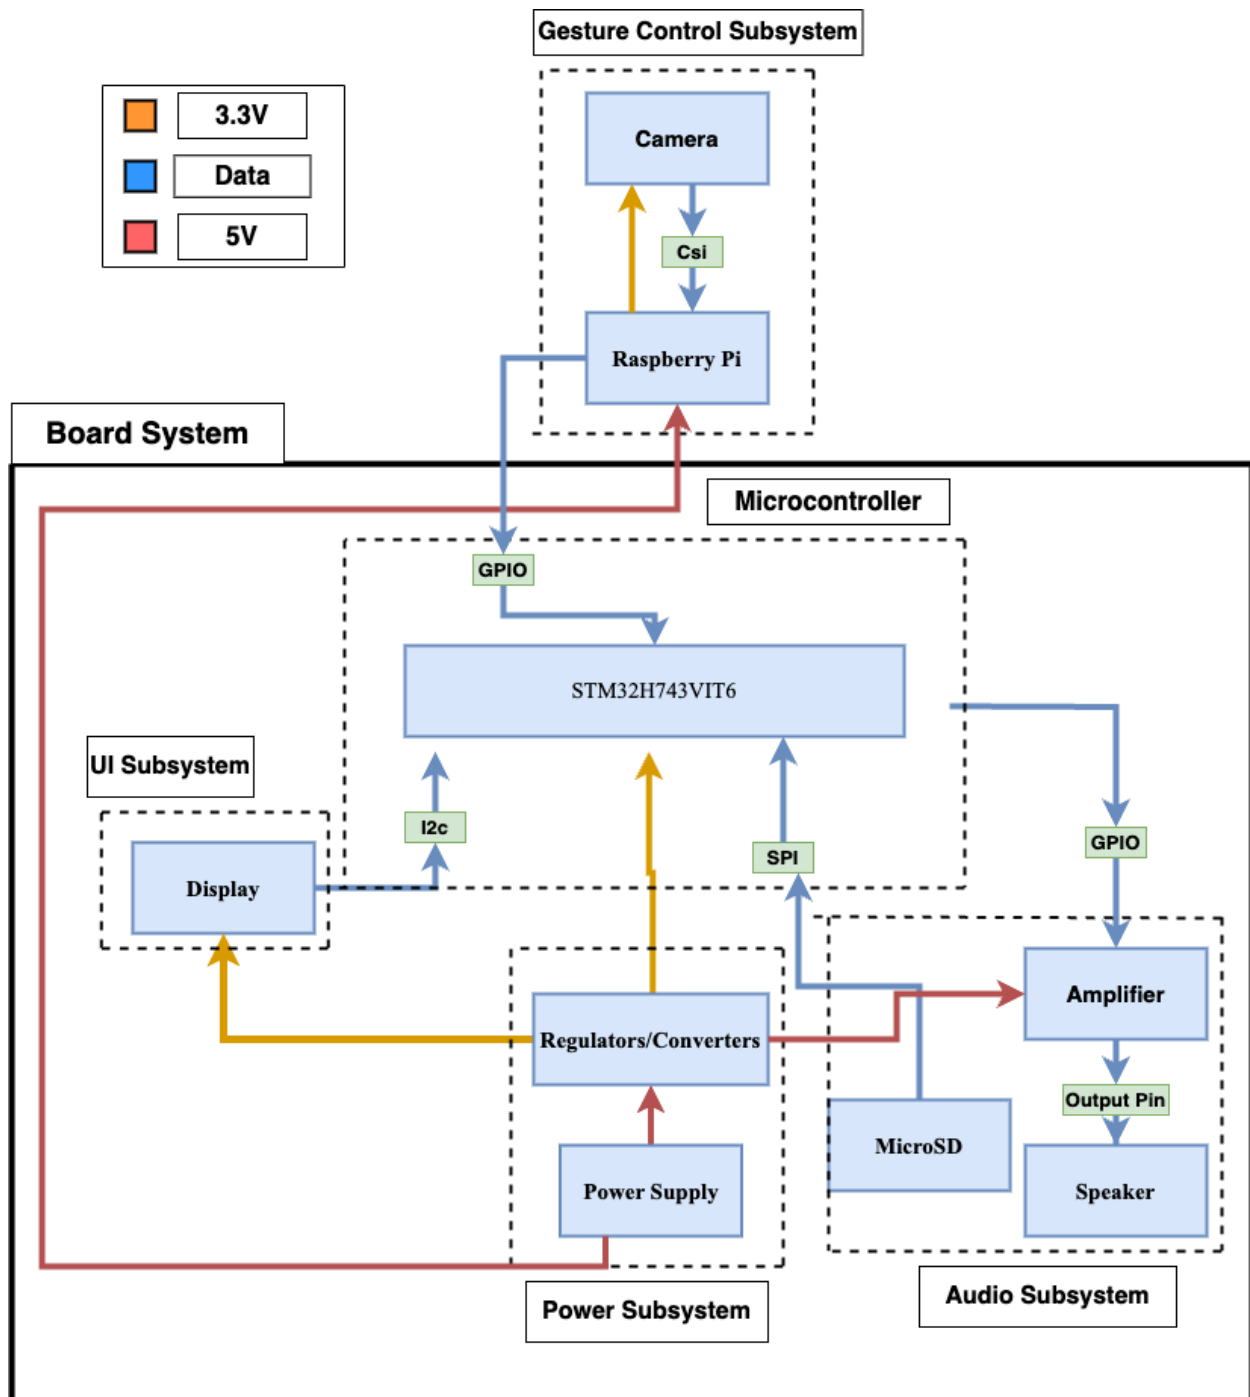 Gesture Control Subsystem
3.3V
Data
5V
Camera
Csi
Raspberry Pi
Board System
Microcontroller
GPIO
STM32H743VIT6
UI Subsystem
I2c
SPI
GPIO
Display
Amplifier
Regulators/Converters
Output Pin
MicroSD
Power Supply
Speaker
Power Subsystem
Audio Subsystem